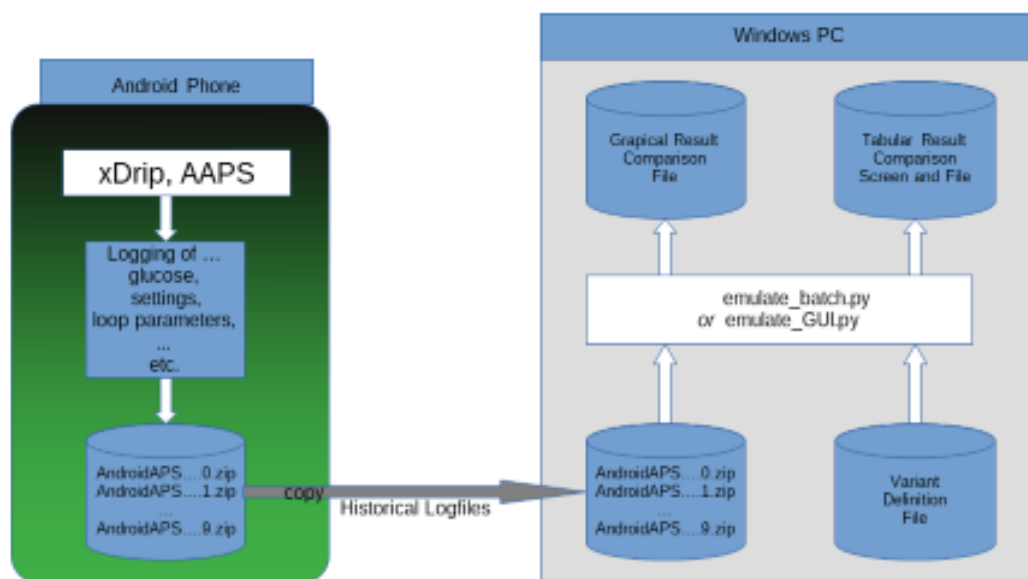 Android Phone
xDrip, AAPS
Logging of ...
glucose,
settings,
loop parameters,
...
etc.
AndroidAPS....0.zip
AndroidAPS....1.zip
...
AndroidAPS....9.zip
copy
Historical Logfiles
Windows PC
Grapical Result
Comparison
File
Tabular Result
Comparison
Screen and File
emulate_batch.py
or emulate_GUI.py
AndroidAPS....0.zip
AndroidAPS....1.zip
...
AndroidAPS....9.zip
Variant
Definition
File